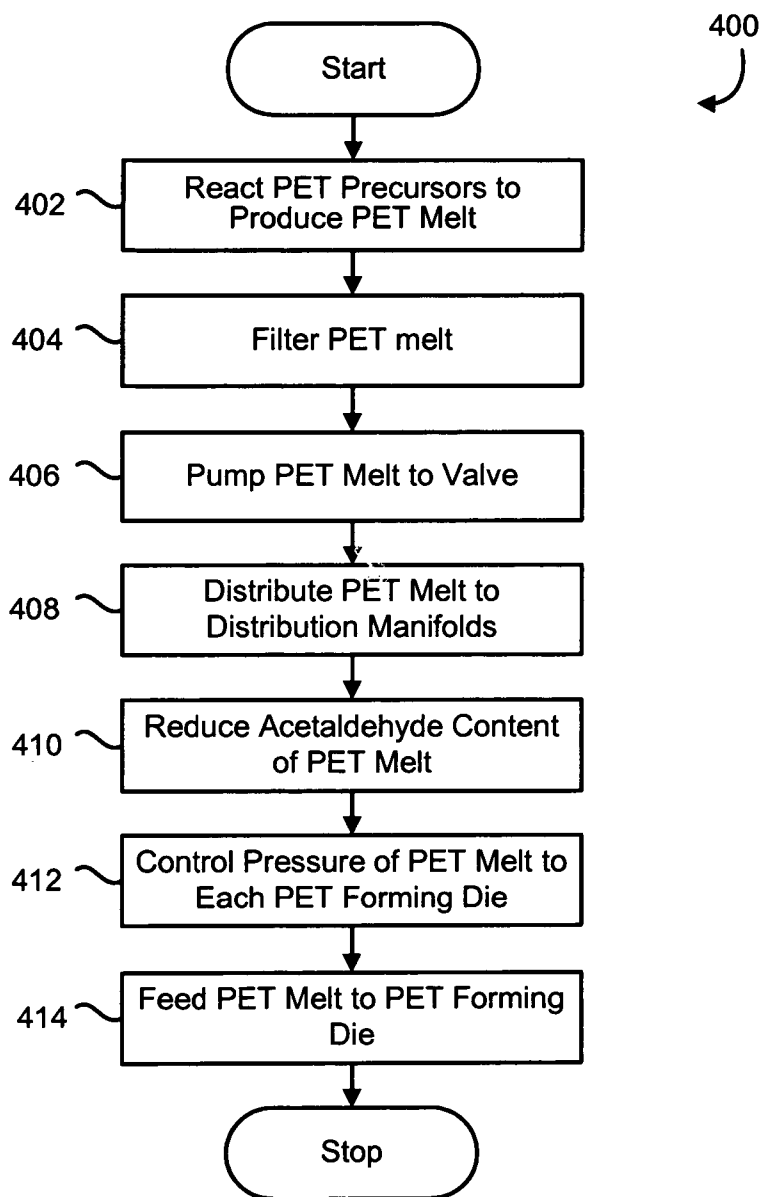 400
Start
402
React PET Precursors to
Produce PET Melt
404
Filter PET melt
406
Pump PET Melt to Valve
408
Distribute PET Melt to
Distribution Manifolds
410
Reduce Acetaldehyde Content
of PET Melt
412
Control Pressure of PET Melt to
Each PET Forming Die
414
Feed PET Melt to PET Forming
Die
Stop